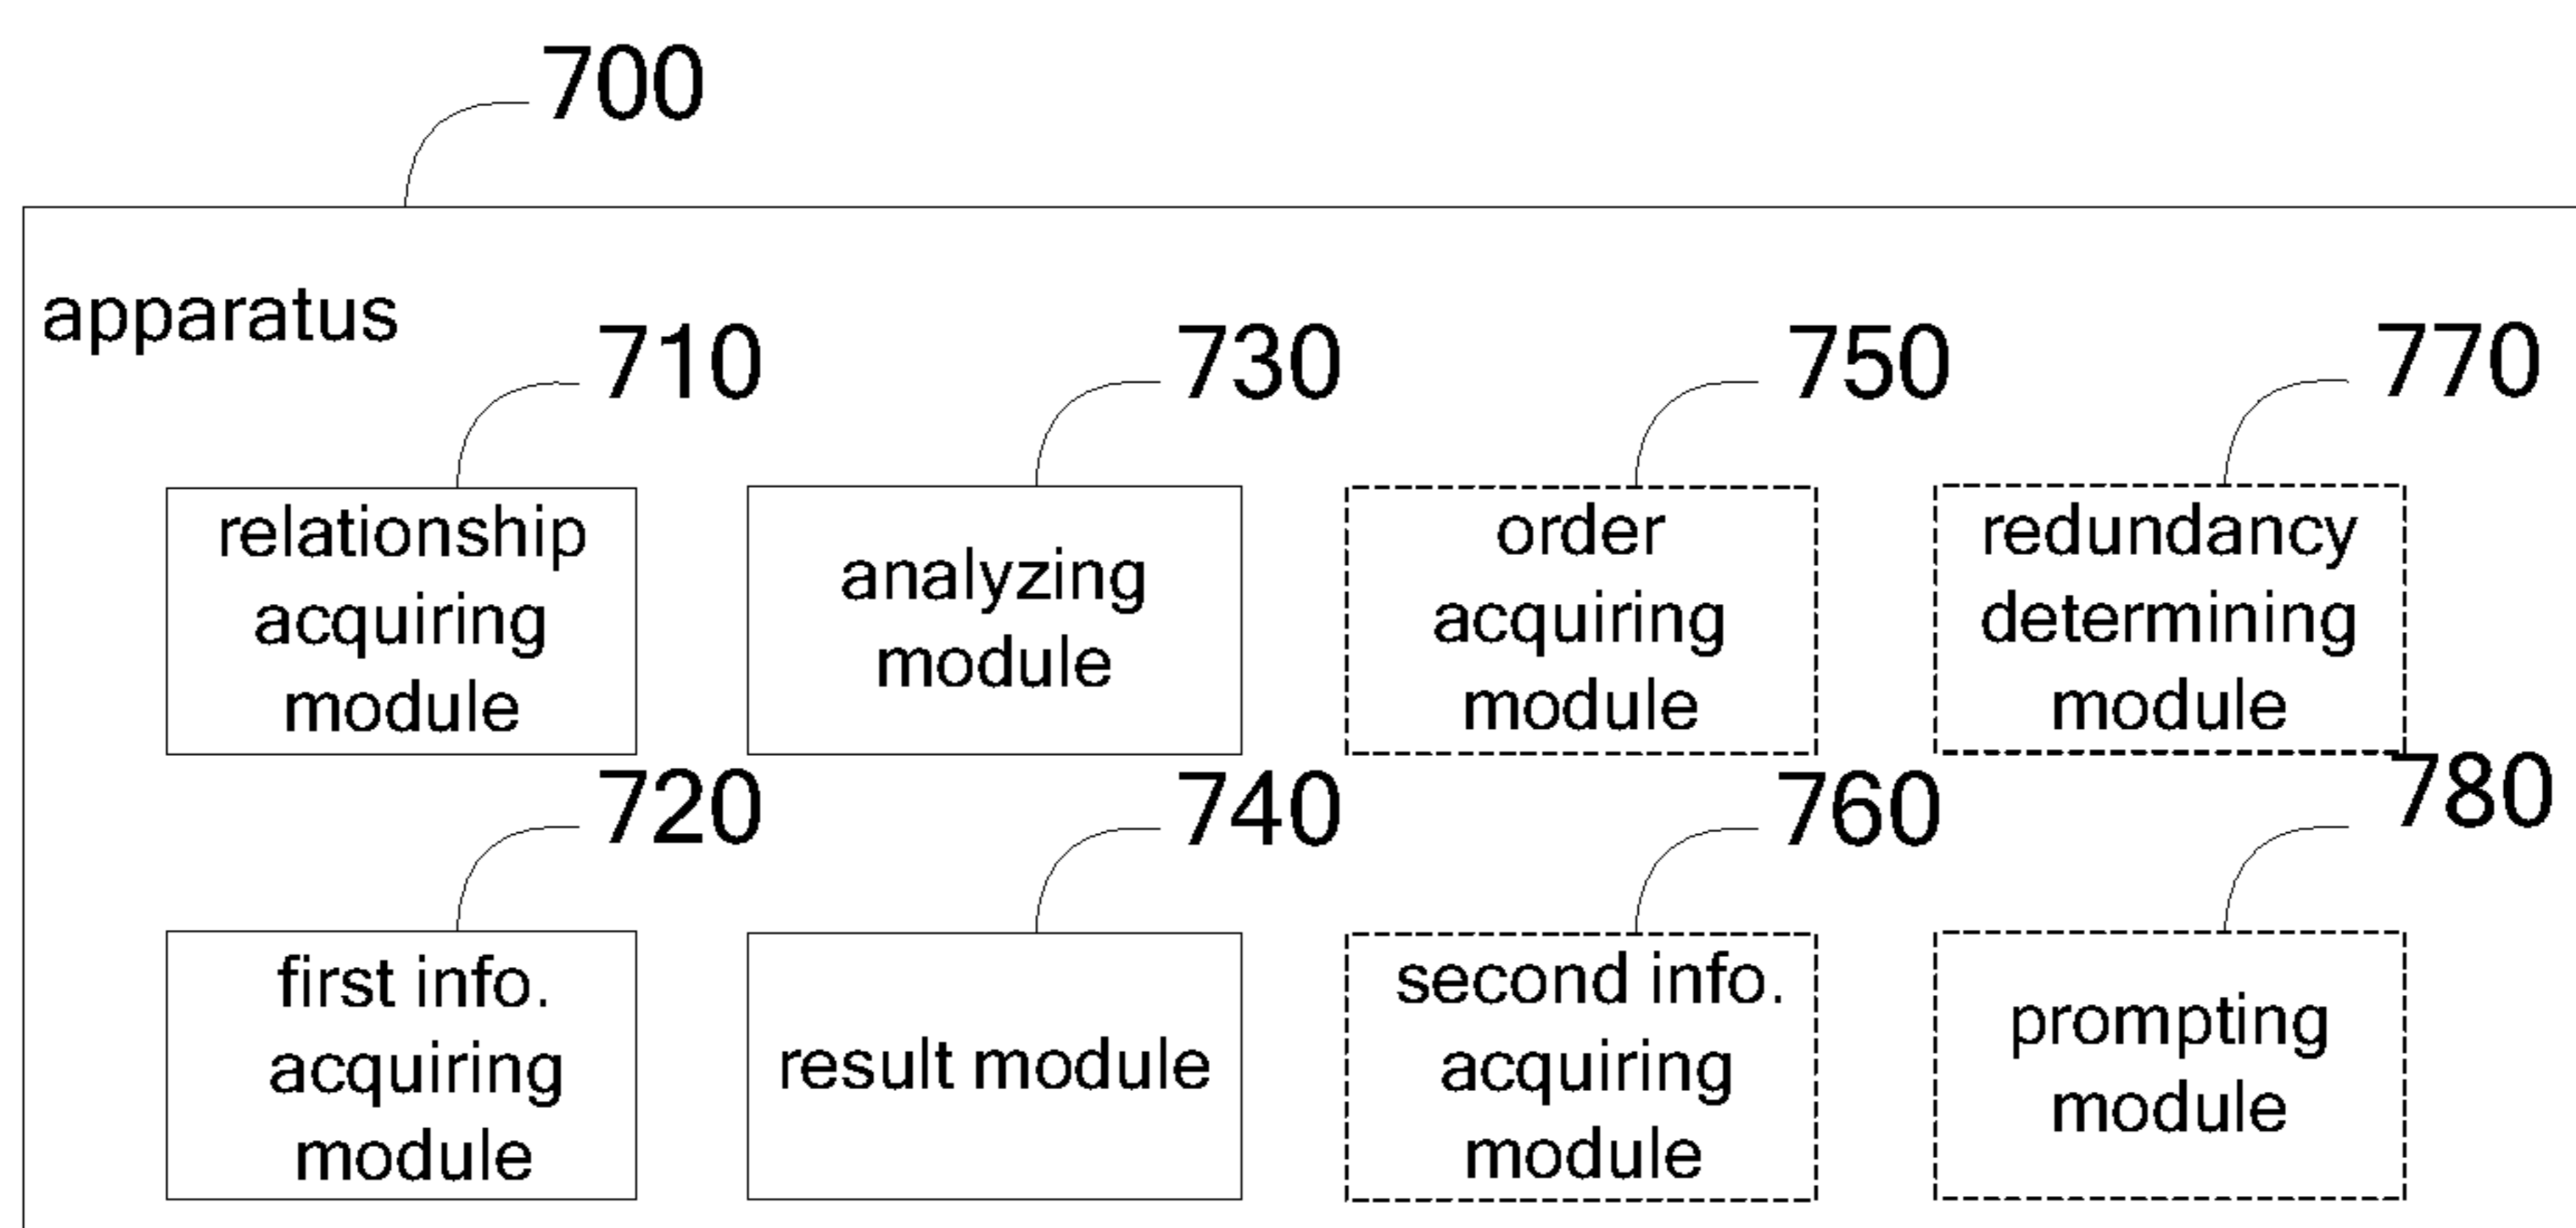 700
apparatus
710
730
750
770
relationship
acquiring
module
analyzing
module
order
acquiring
module
redundancy
determining
module
720
740
760
780
first info.
acquiring
module
result module
second info.
acquiring
module
prompting
module